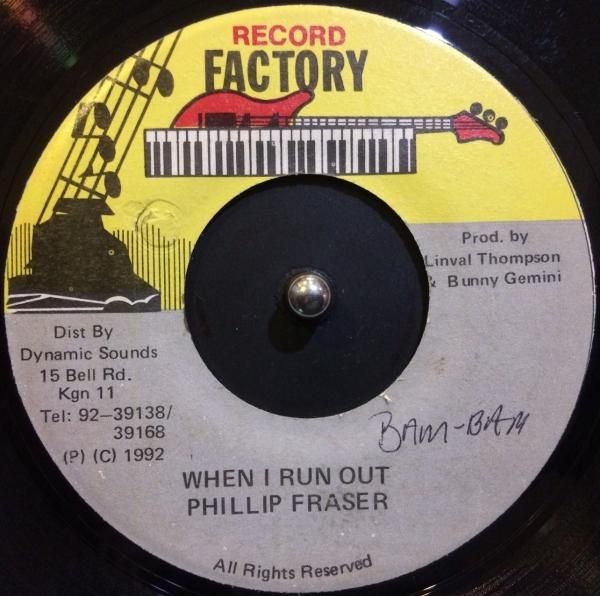 RECORD
FACTORY
Prod. by
Linval Thompson
& Bunny Gemini
Dist By
Dynamic Sounds
15 Bell Rd.
Kgn 11
Tel: 92–39138/
39168
(P) (C) 1992
BAM-BAM
WHEN I RUN OUT
PHILLIP FRASER
All Rights Reserved